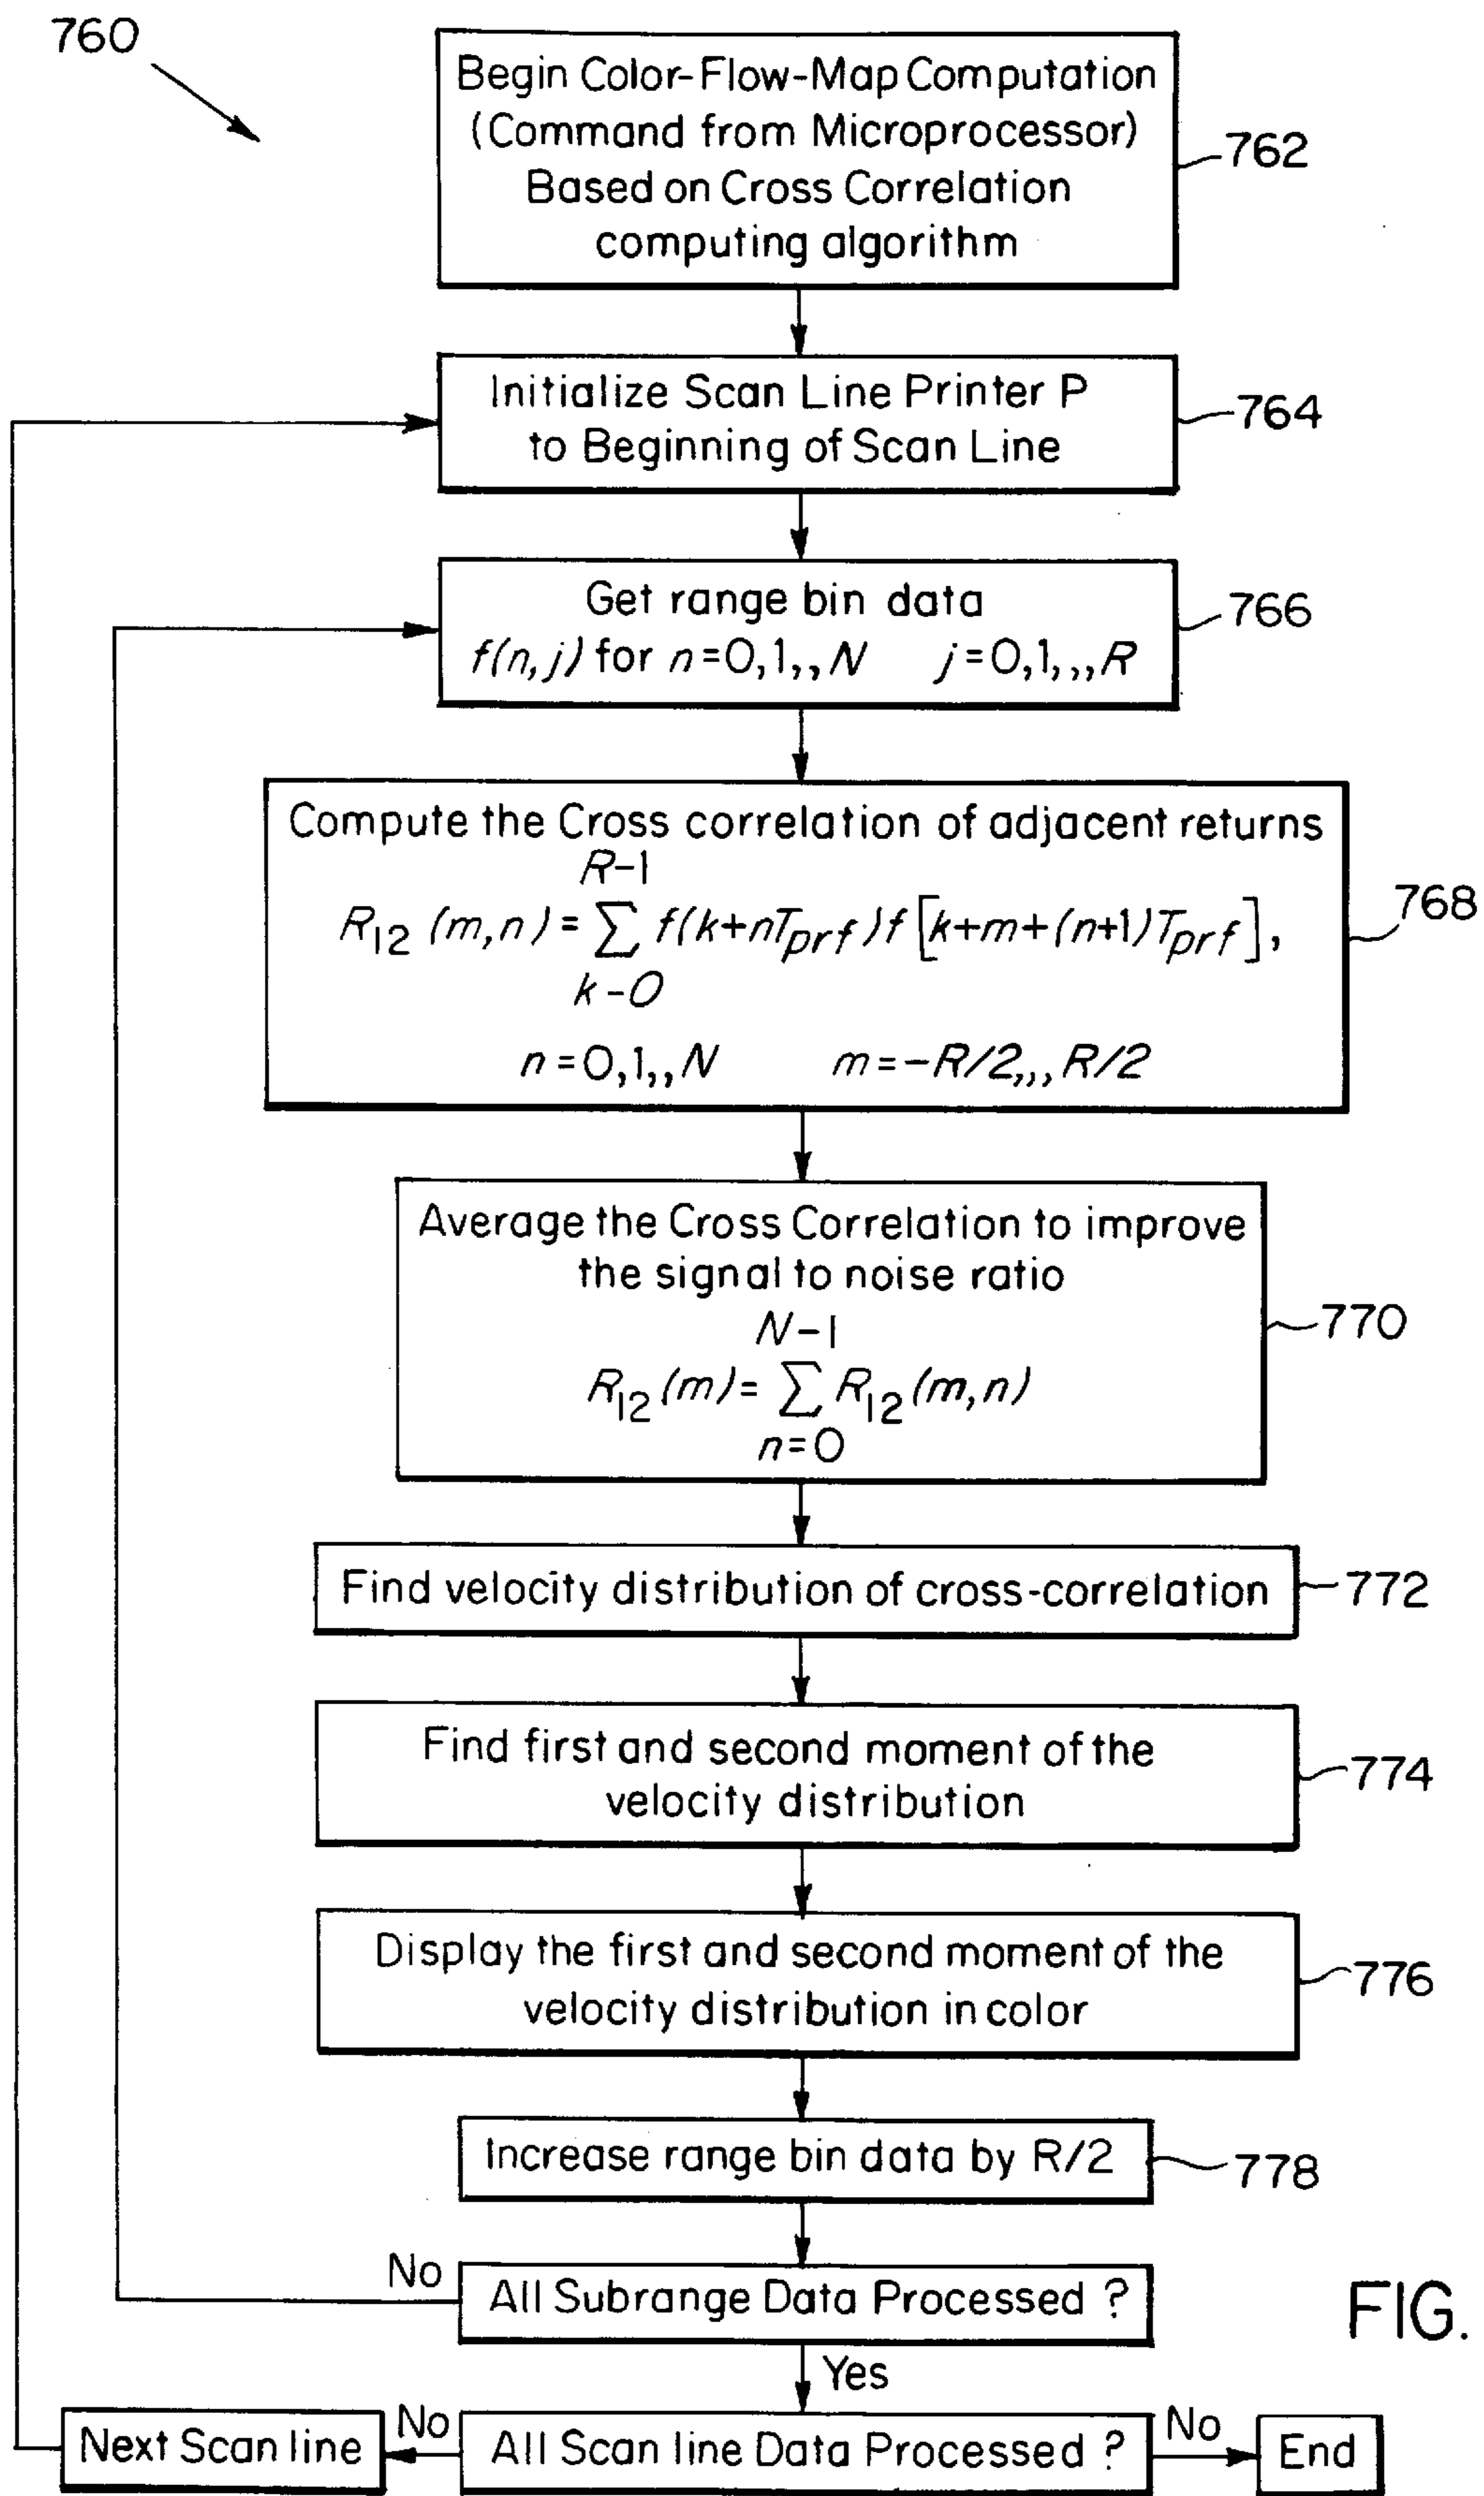 760
Begin Color-Flow-Map Computation
(Command from Microprocessor)
Based on Cross Correlation
computing algorithm
762
Initialize Scan Line Printer P
to Beginning of Scan Line
764
Get range bin data
f(n,j) for n=0,1,,N j=0,1,,,R
766
Compute the Cross correlation of adjacent returns
R-1
R12 (m,n) = ∑ f(k+nTprf)f [k+m+(n+1)Tprf],
k-0
n=0,1,,N m=-R/2,,, R/2
768
Average the Cross Correlation to improve
the signal to noise ratio
N-1
R12 (m)= ∑ R12 (m,n)
n=0
770
Find velocity distribution of cross-correlation
772
Find first and second moment of the
velocity distribution
774
Display the first and second moment of the
velocity distribution in color
776
Increase range bin data by R/2
778
No
All Subrange Data Processed ?
FIG.
Yes
Next Scan line
No
All Scan line Data Processed ?
No
End